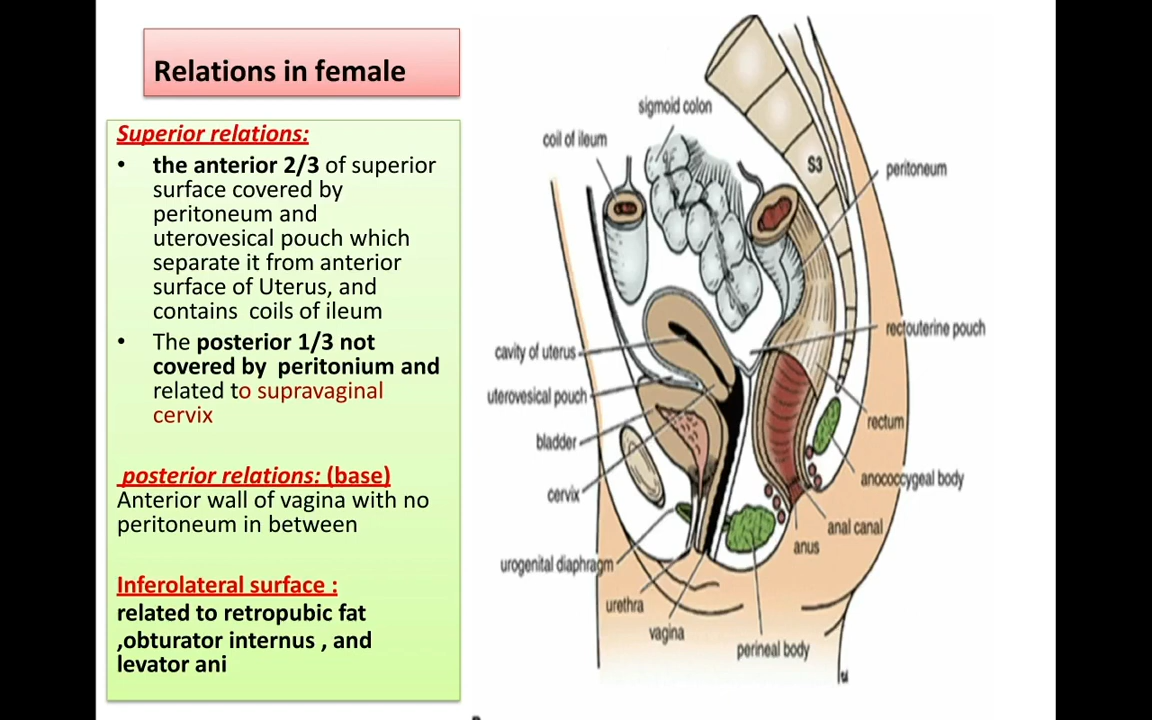 Relations in female
Superior relations:
• the anterior 2/3 of superior
surface covered by
peritoneum and
uterovesical pouch which
separate it from anterior
surface of Uterus, and
contains coils of ileum
• The posterior 1/3 not
covered by peritonium and
related to supravaginal
cervix
posterior relations: (base)
Anterior wall of vagina with no
peritoneum in between
Inferolateral surface :
related to retropubic fat
,obturator internus , and
levator ani
sigmoid colon
coil of ileum
S3
peritoneum
rectouterine pouch
cavity of uterus
uterovesical pouch
bladder
rectum
cervix
anococcygeal body
anal canal
anus
urogenital diaphragm
urethra
vagina
perineal body